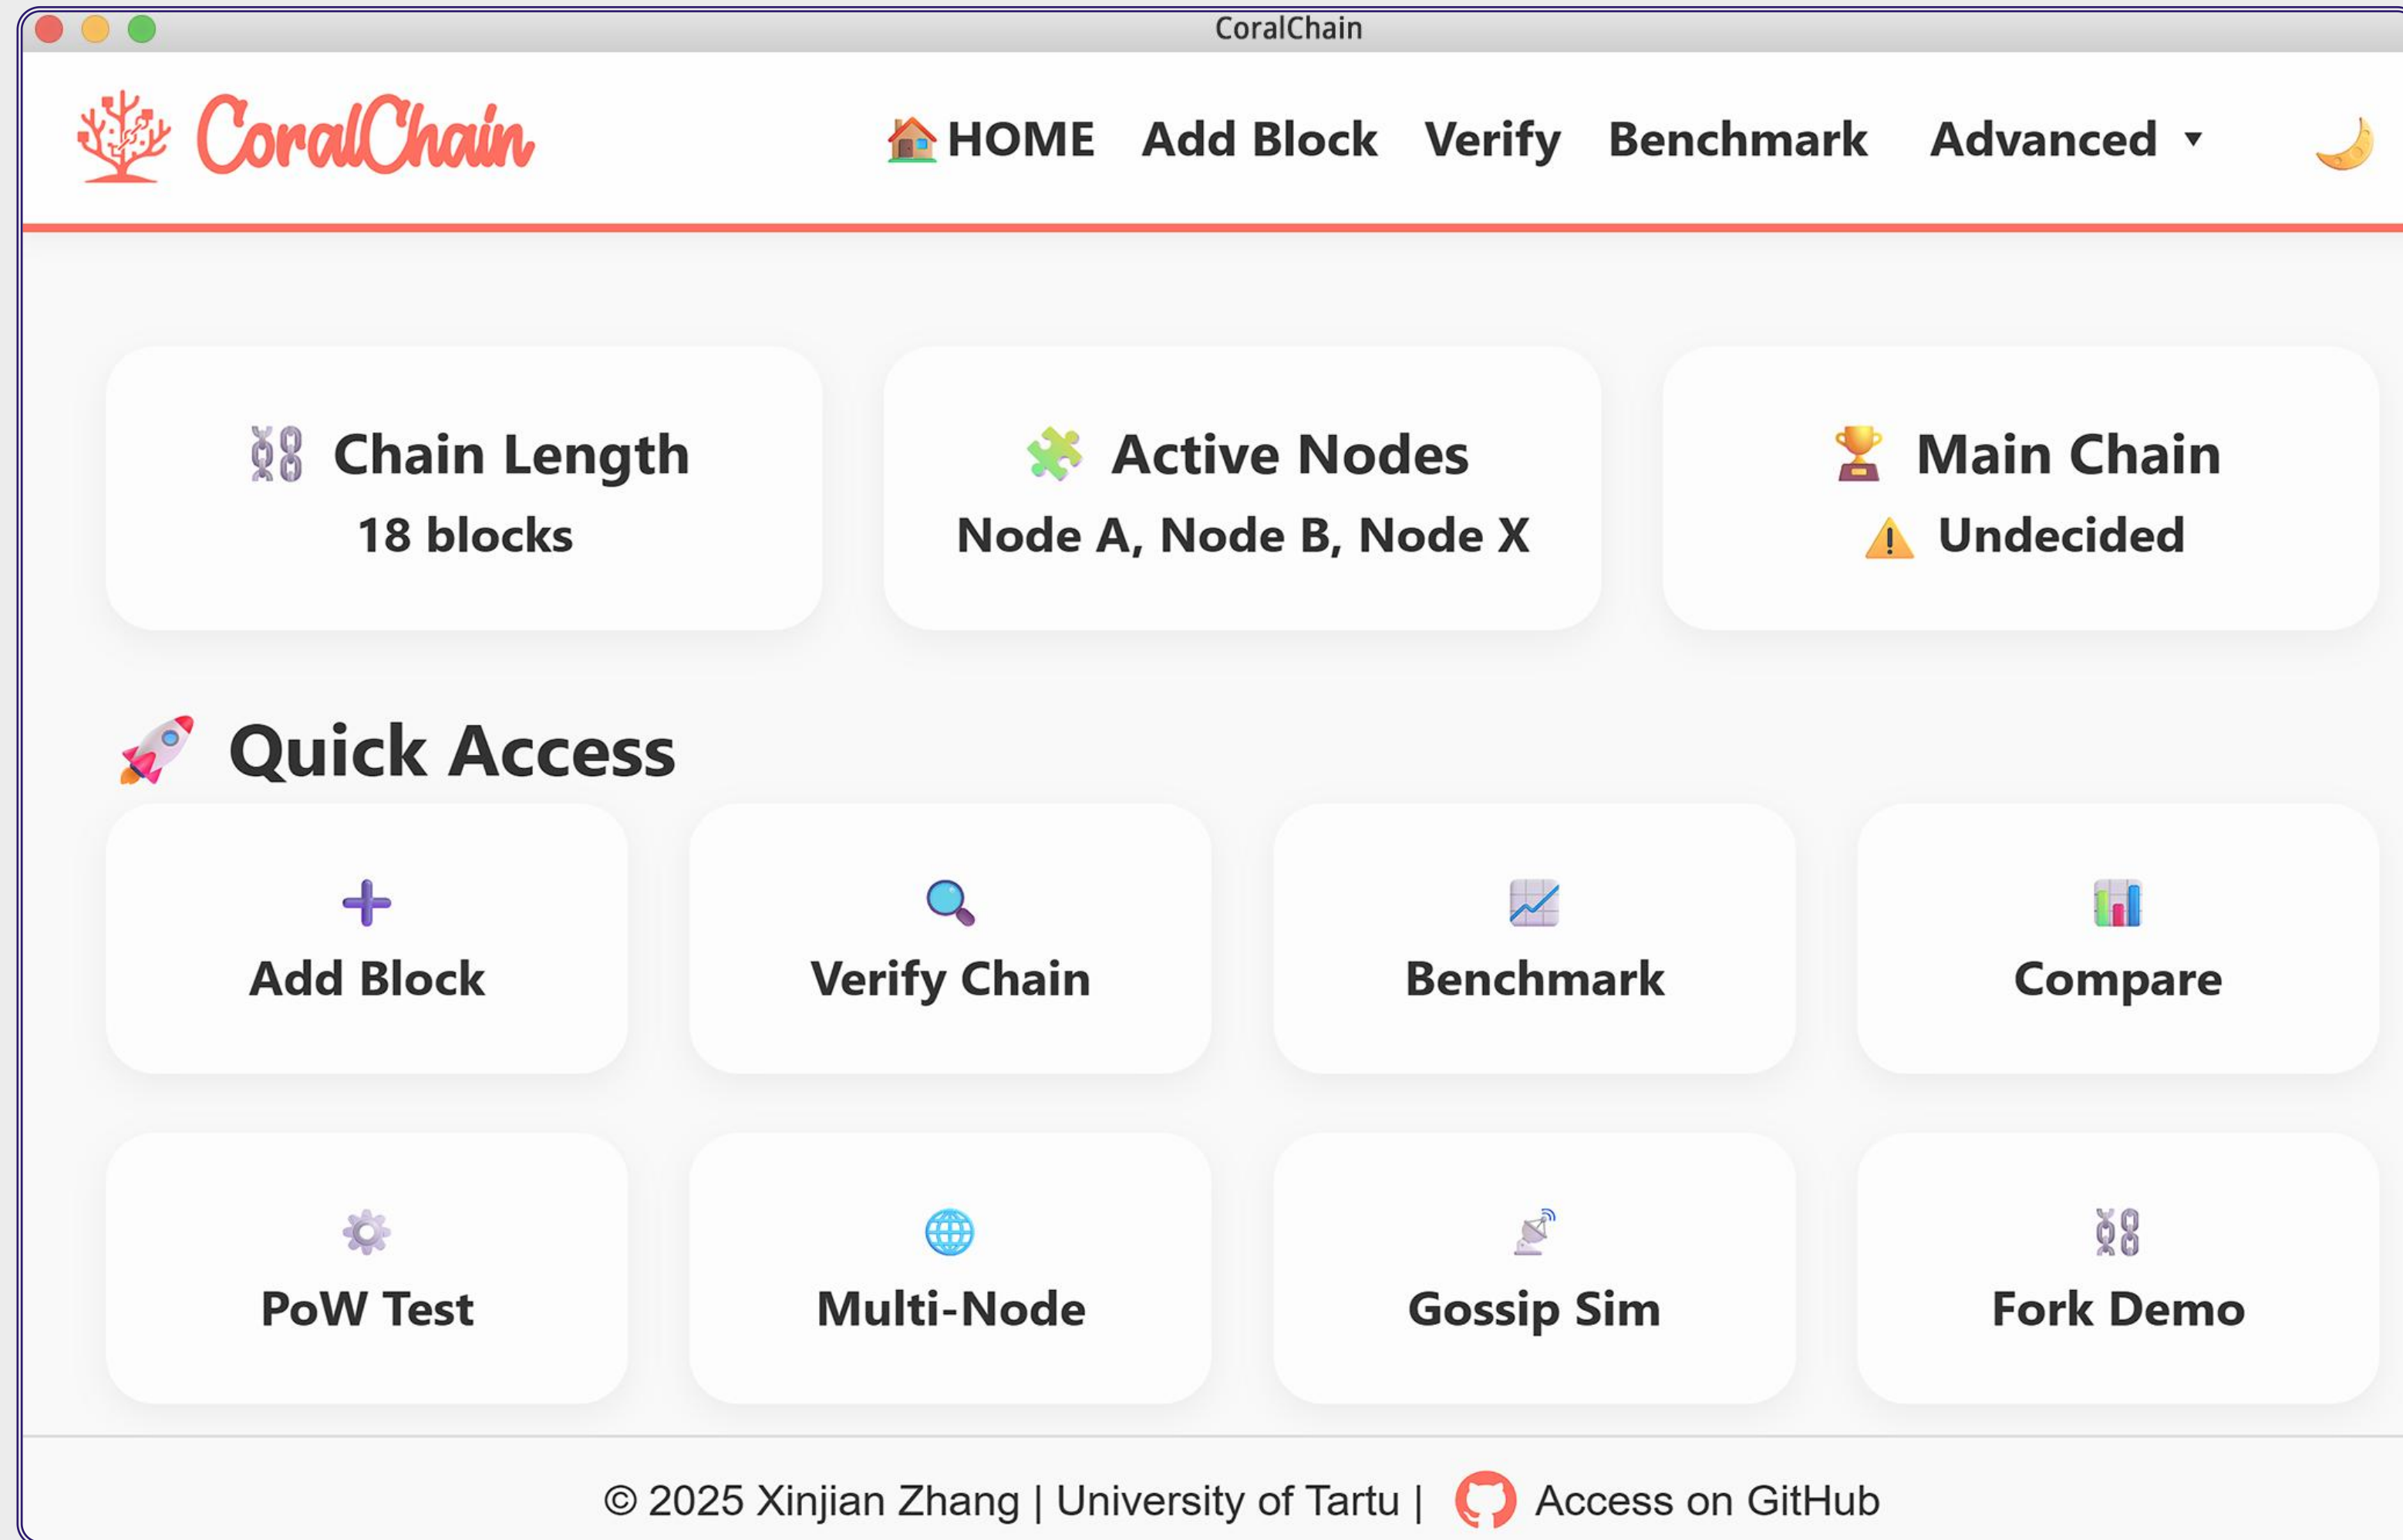 CoralChain
CoralChain
HOME Add Block Verify Benchmark Advanced ▼
Chain Length
18 blocks
Active Nodes
Node A, Node B, Node X
Main Chain
Undecided
Quick Access
Add Block
Verify Chain
Benchmark
Compare
PoW Test
Multi-Node
Gossip Sim
Fork Demo
© 2025 Xinjian Zhang | University of Tartu | Access on GitHub